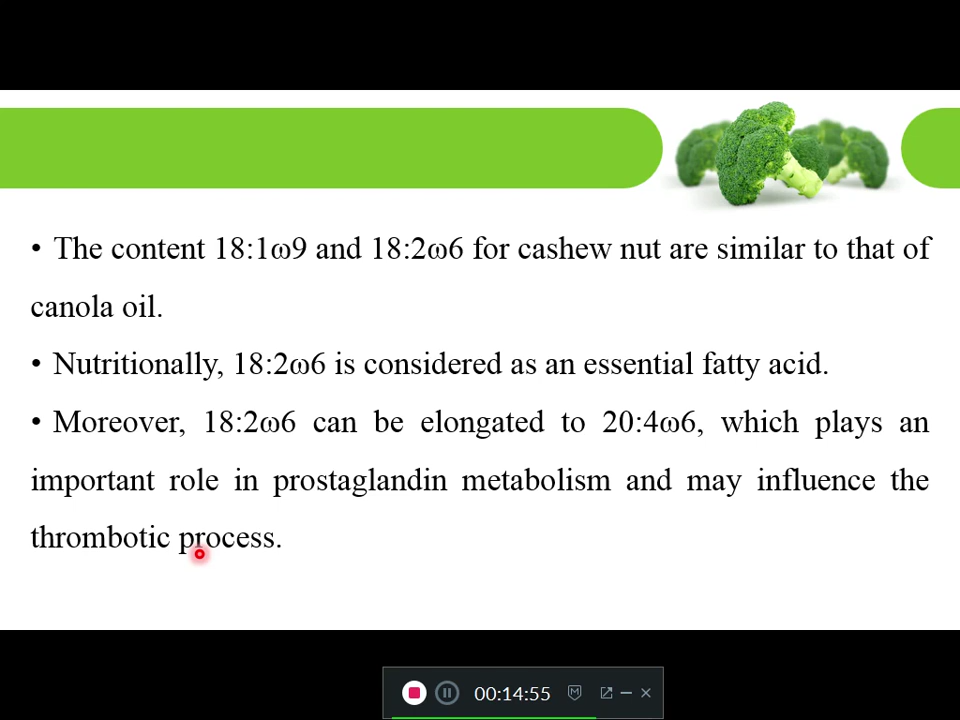 • The content 18:1ω9 and 18:2ω6 for cashew nut are similar to that of
canola oil.
• Nutritionally, 18:2ω6 is considered as an essential fatty acid.
• Moreover, 18:2ω6 can be elongated to 20:4ω6, which plays an
important role in prostaglandin metabolism and may influence the
thrombotic process.
00:14:55